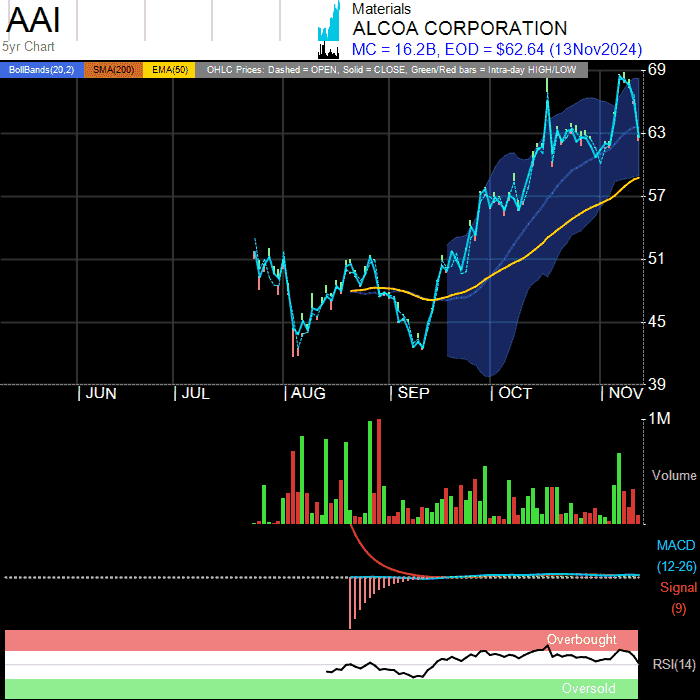 AAI
5yr Chart
Materials
ALCOA CORPORATION
MC = 16.2B, EOD = $62.64 (13Nov2024)
BollBands(20,2) SMA(200) EMA(50) OHLC Prices: Dashed = OPEN, Solid = CLOSE, Green/Red bars = Intra-day HIGH/LOW
69
63
57
51
45
39
| JUN | JUL | AUG | SEP | OCT | NOV
1M
Volume
MACD
(12-26)
Signal
(9)
Overbought
RSI(14)
Oversold